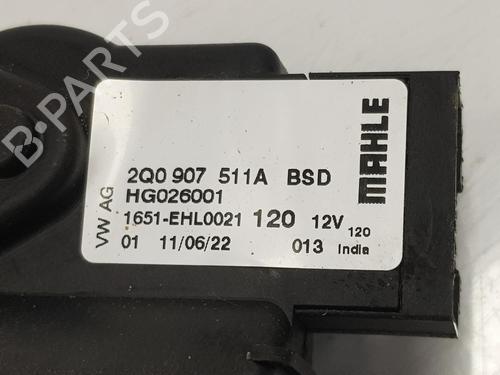 B-Parts
VW AG
2Q0 907 511A BSD
HG026001
1651-EHL0021 120 12V 120
01 11/06/22 013 India
MAHLE